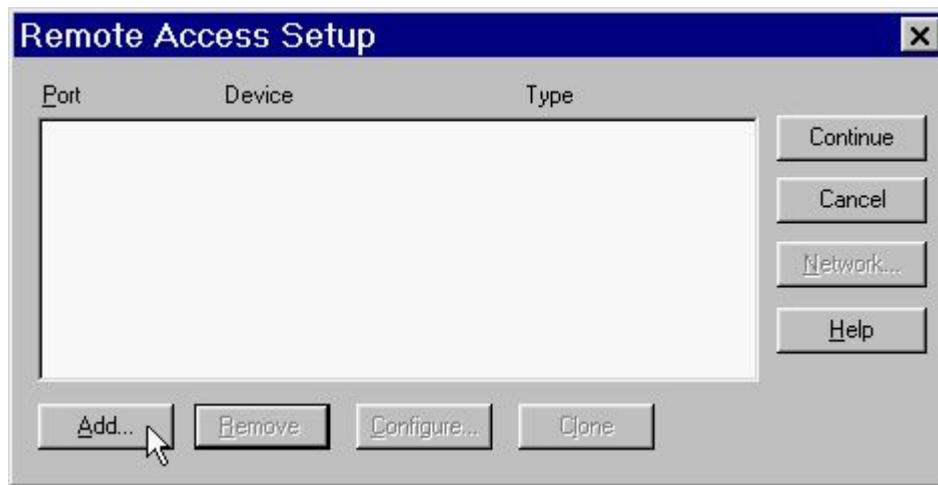 Remote Access Setup
Port Device Type
Continue
Cancel
Network...
Help
Add... Remove Configure... Clone